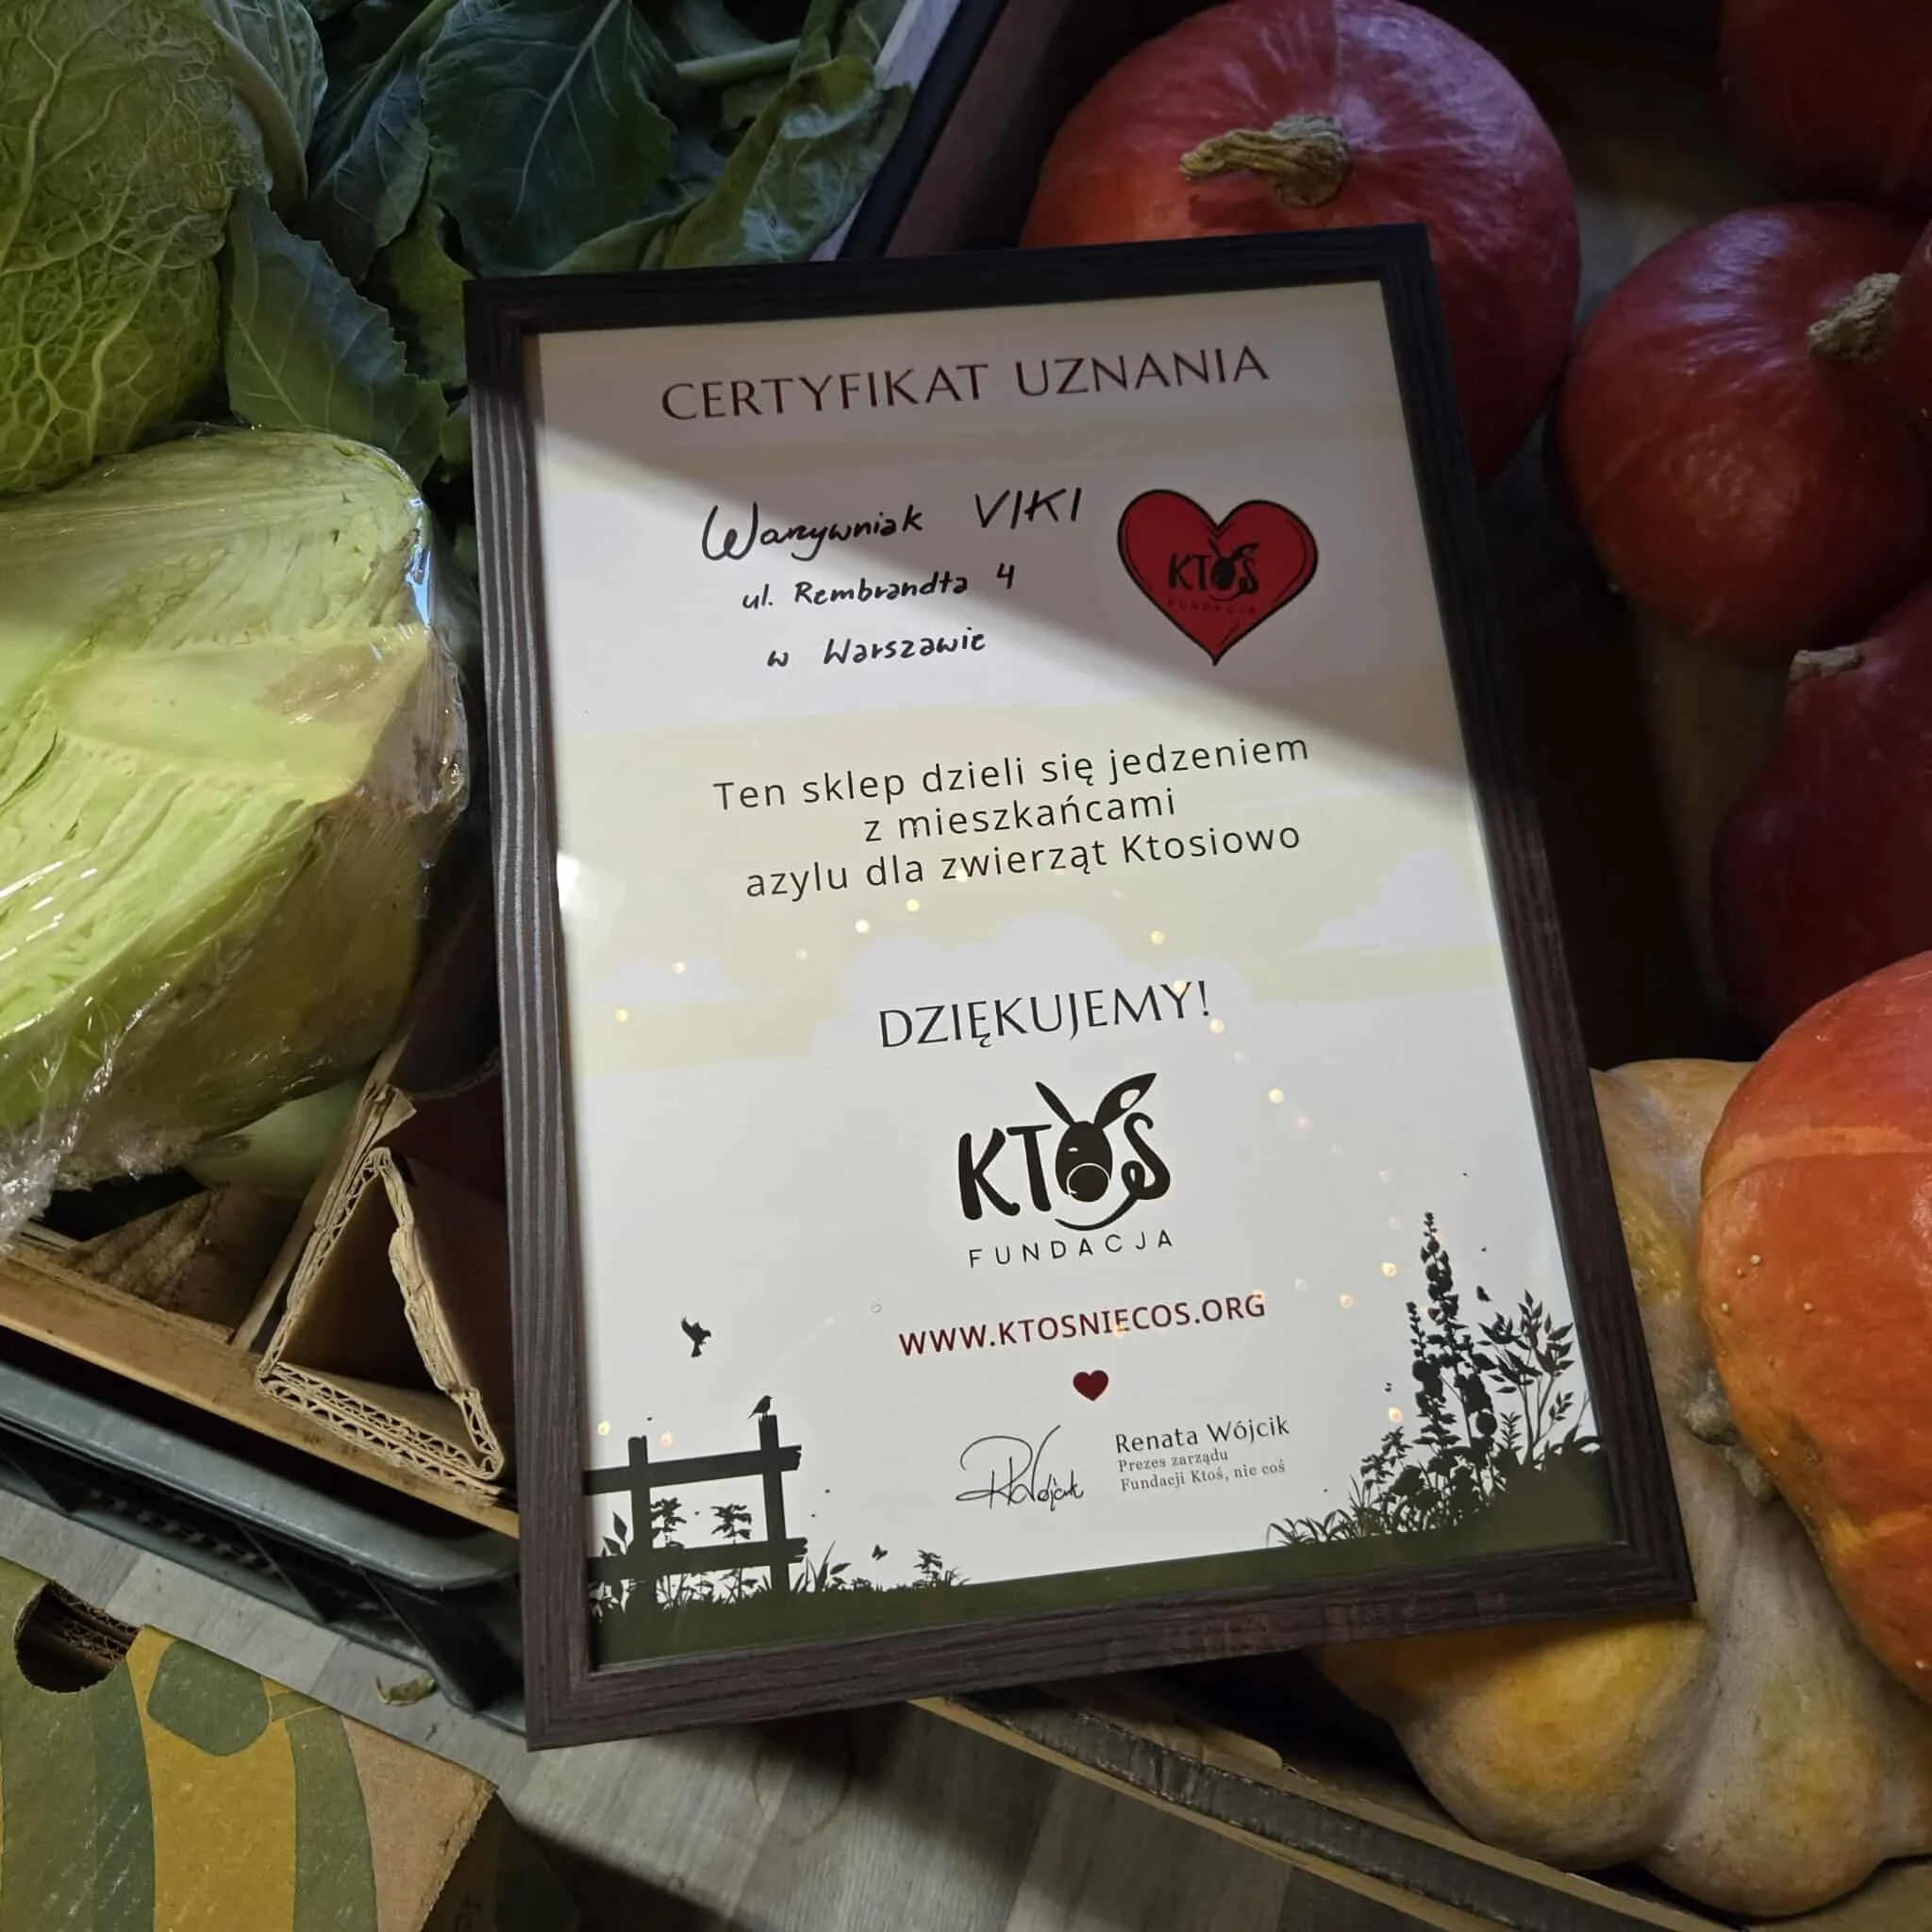 CERTYFIKAT UZNANIA
Warzywniak VIKI
ul. Rembrandta 4
w Warszawie
KTOŚ
FUNDACJA
Ten sklep dzieli się jedzeniem
z mieszkańcami
azylu dla zwierząt Ktosiowo
DZIĘKUJEMY!
KTOŚ
FUNDACJA
WWW.KTOSNIECOS.ORG
RWójcik
Renata Wójcik
Prezes zarządu
Fundacji Ktoś, nie coś